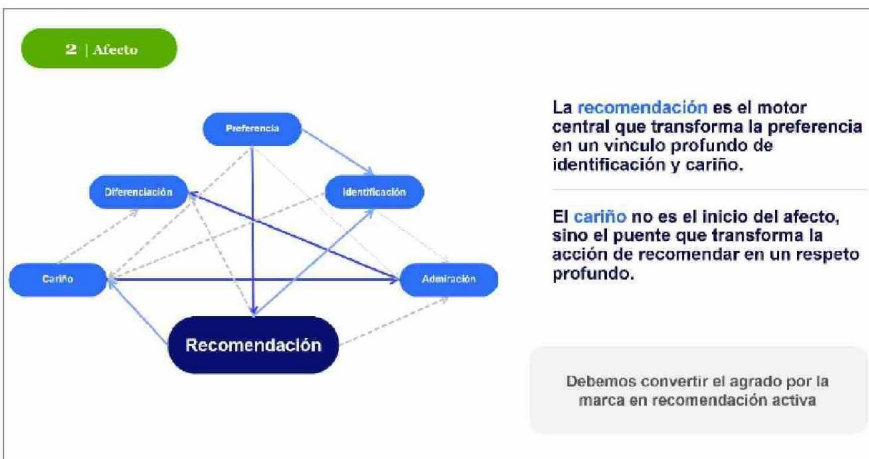 2 | Afecto
Preferencia
Diferenciación
Identificación
Cariño
Admiración
Recomendación
La recomendación es el motor
central que transforma la preferencia
en un vinculo profundo de
identificación y cariño.
El cariño no es el inicio del afecto,
sino el puente que transforma la
acción de recomendar en un respeto
profundo.
Debemos convertir el agrado por la
marca en recomendación activa